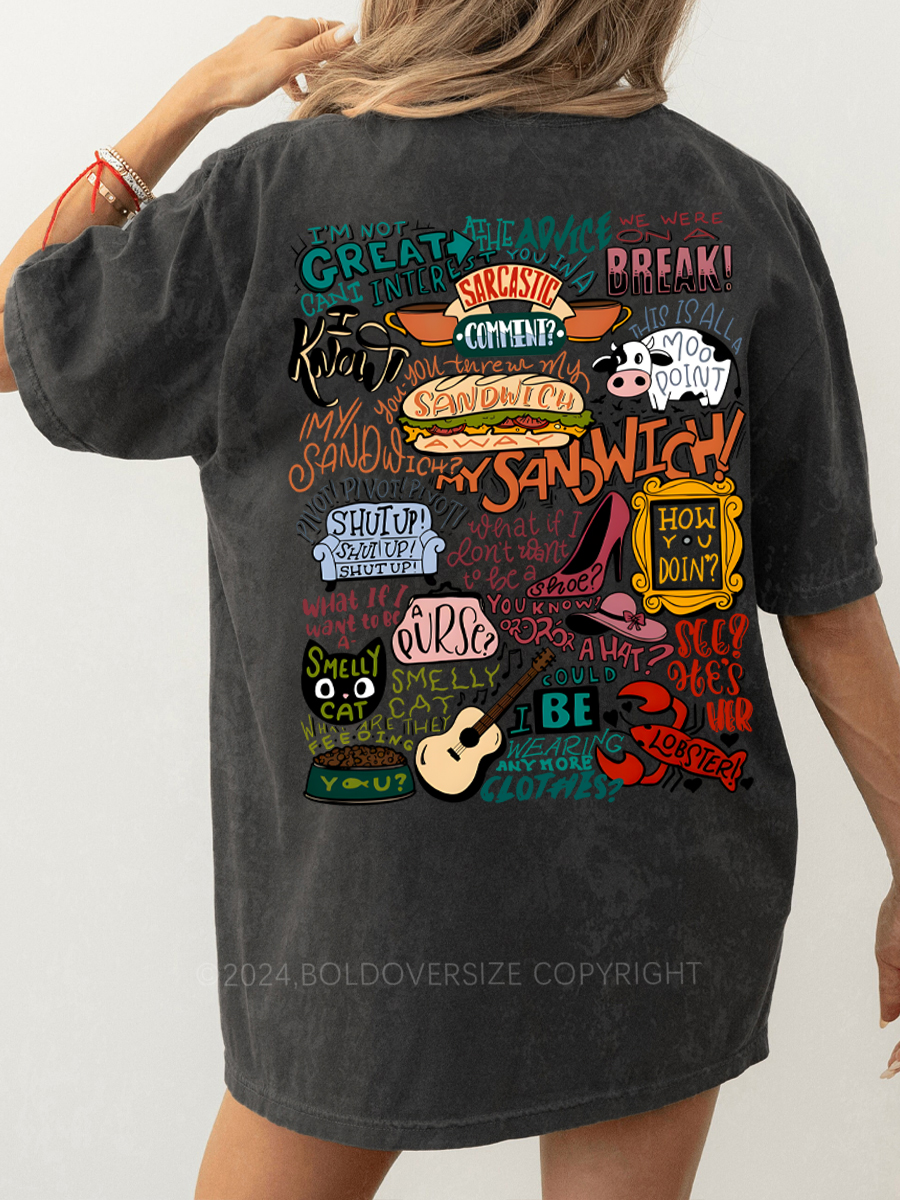 I'M NOT
GREAT
AT THE ADVICE
CAN I INTEREST YOU IN A
SARCASTIC
COMMENT?
WE WERE
ON A
BREAK!
I
KNOW!
THIS IS ALL A
MOO
POINT
YOU YOU threw My
SANDWICH
AWAY
MY
SANDWICH?
MY SANDWICH!
PIVOT! PIVOT! PIVOT!
SHUT UP!
SHUT UP!
SHUT UP!
what if I
don't want
to be a
shoe?
HOW
YOU
DOIN'?
What If I
want to be
A-
A
PURSE?
YOU KNOW?
OR OR OR
A HAT?
SEE?
HE'S
HER
LOBSTER!
SMELLY
CAT
SMELLY
CAT
WHAT ARE THEY
FEEDING
YOU?
COULD
I BE
WEARING
ANY MORE
CLOTHES?
©2024,BOLDOVERSIZE COPYRIGHT